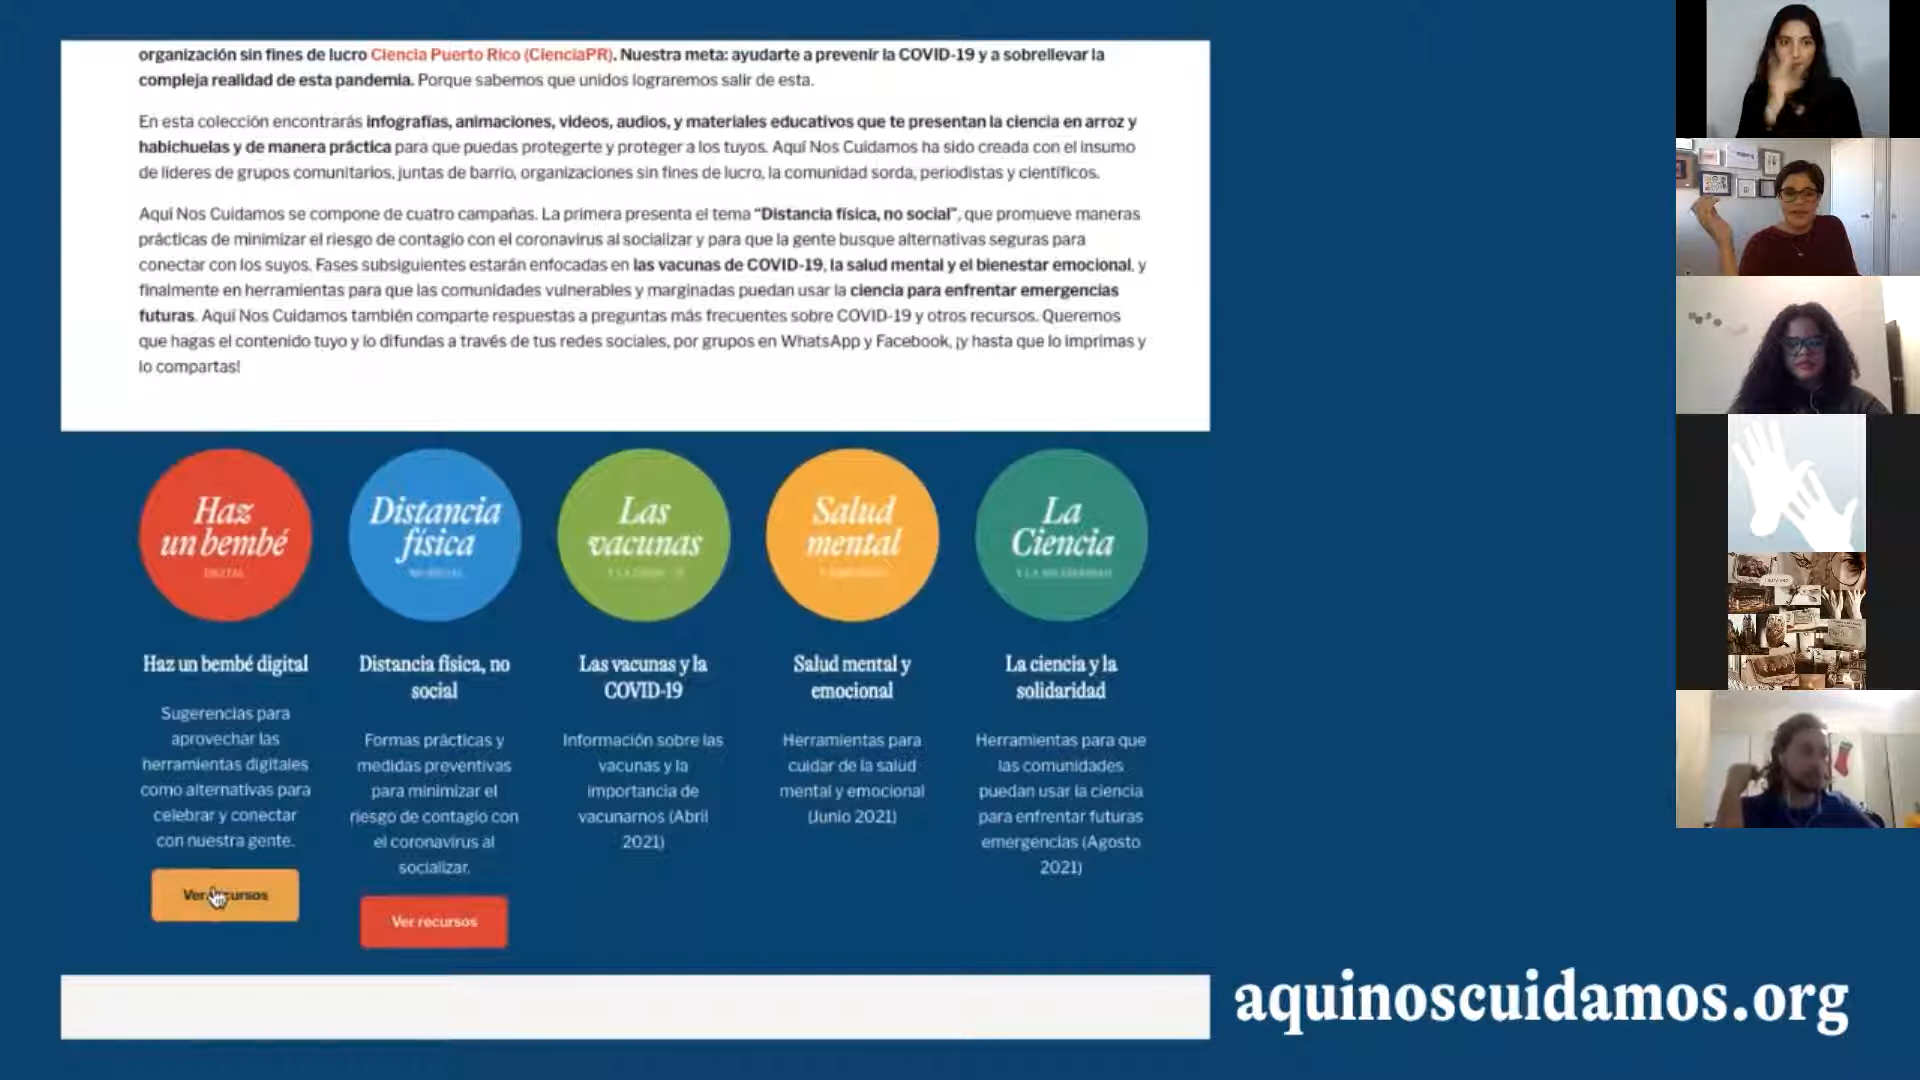 organización sin fines de lucro Ciencia Puerto Rico (CienciaPR). Nuestra meta: ayudarte a prevenir la COVID-19 y a sobrellevar la
compleja realidad de esta pandemia. Porque sabemos que unidos lograremos salir de esta.
En esta colección encontrarás infografías, animaciones, videos, audios, y materiales educativos que te presentan la ciencia en arroz y
habichuelas y de manera práctica para que puedas protegerte y proteger a los tuyos. Aquí Nos Cuidamos ha sido creada con el insumo
de líderes de grupos comunitarios, juntas de barrio, organizaciones sin fines de lucro, la comunidad sorda, periodistas y científicos.
Aquí Nos Cuidamos se compone de cuatro campañas. La primera presenta el tema “Distancia física, no social”, que promueve maneras
prácticas de minimizar el riesgo de contagio con el coronavirus al socializar y para que la gente busque alternativas seguras para
conectar con los suyos. Fases subsiguientes estarán enfocadas en las vacunas de COVID-19, la salud mental y el bienestar emocional, y
finalmente en herramientas para que las comunidades vulnerables y marginadas puedan usar la ciencia para enfrentar emergencias
futuras. Aquí Nos Cuidamos también comparte respuestas a preguntas más frecuentes sobre COVID-19 y otros recursos. Queremos
que hagas el contenido tuyo y lo difundas a través de tus redes sociales, por grupos en WhatsApp y Facebook, ¡y hasta que lo imprimas y
lo compartas!
Haz
un bembé
DIGITAL
Distancia
física
NO SOCIAL
Las
vacunas
Salud
mental
La
Ciencia
Y LA SOLIDARIDAD
Haz un bembé digital
Sugerencias para
aprovechar las
herramientas digitales
como alternativas para
celebrar y conectar
con nuestra gente.
Ver recursos
Distancia física, no
social
Formas prácticas y
medidas preventivas
para minimizar el
riesgo de contagio con
el coronavirus al
socializar.
Ver recursos
Las vacunas y la
COVID-19
Información sobre las
vacunas y la
importancia de
vacunarnos (Abril
2021)
Salud mental y
emocional
Herramientas para
cuidar de la salud
mental y emocional
(Junio 2021)
La ciencia y la
solidaridad
Herramientas para que
las comunidades
puedan usar la ciencia
para enfrentar futuras
emergencias (Agosto
2021)
aquinoscuidamos.org